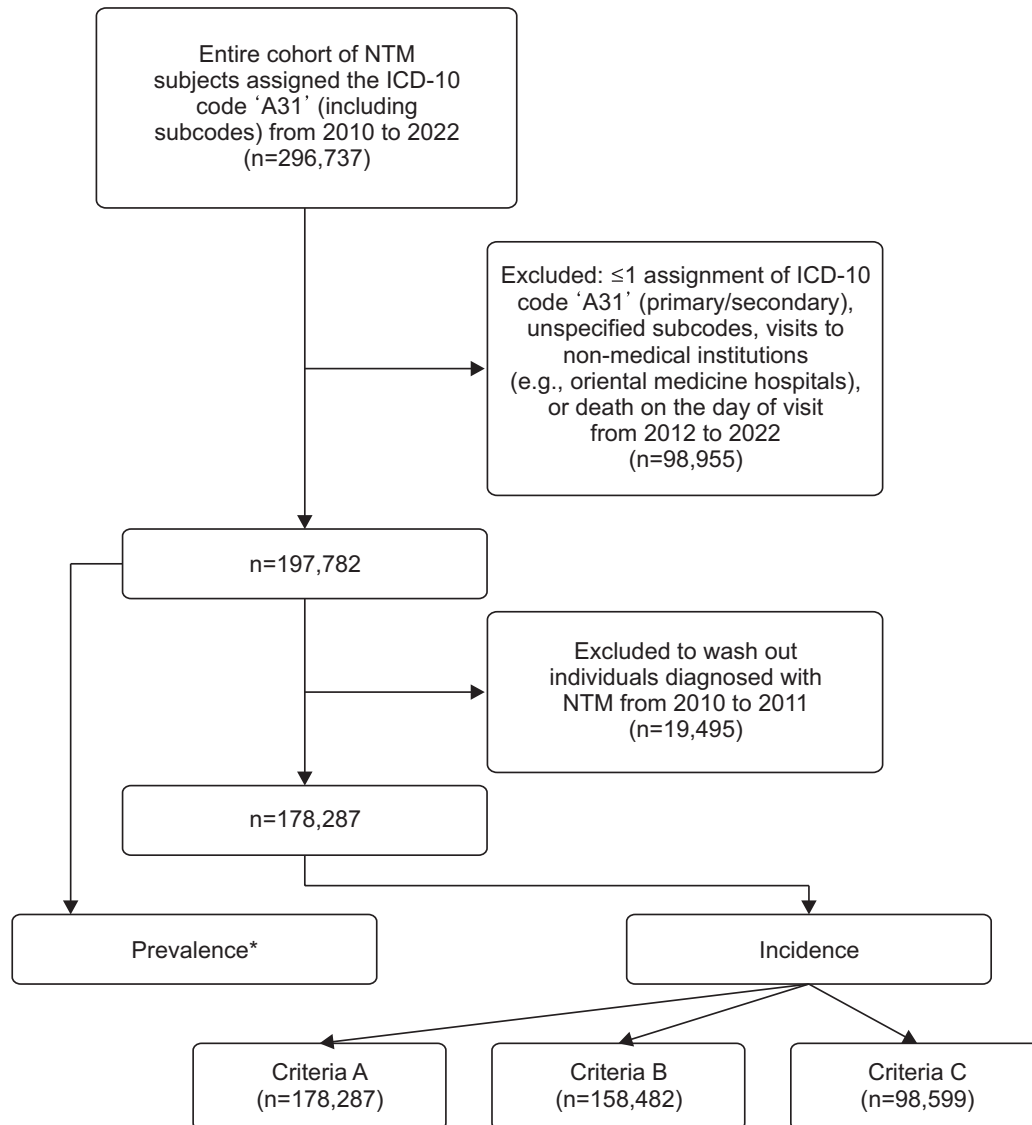 Entire cohort of NTM
subjects assigned the ICD-10
code ‘A31’ (including
subcodes) from 2010 to 2022
(n=296,737)
Excluded: ≤1 assignment of ICD-10
code ‘A31’ (primary/secondary),
unspecified subcodes, visits to
non-medical institutions
(e.g., oriental medicine hospitals),
or death on the day of visit
from 2012 to 2022
(n=98,955)
n=197,782
Excluded to wash out
individuals diagnosed with
NTM from 2010 to 2011
(n=19,495)
n=178,287
Prevalence*
Incidence
Criteria A
(n=178,287)
Criteria B
(n=158,482)
Criteria C
(n=98,599)